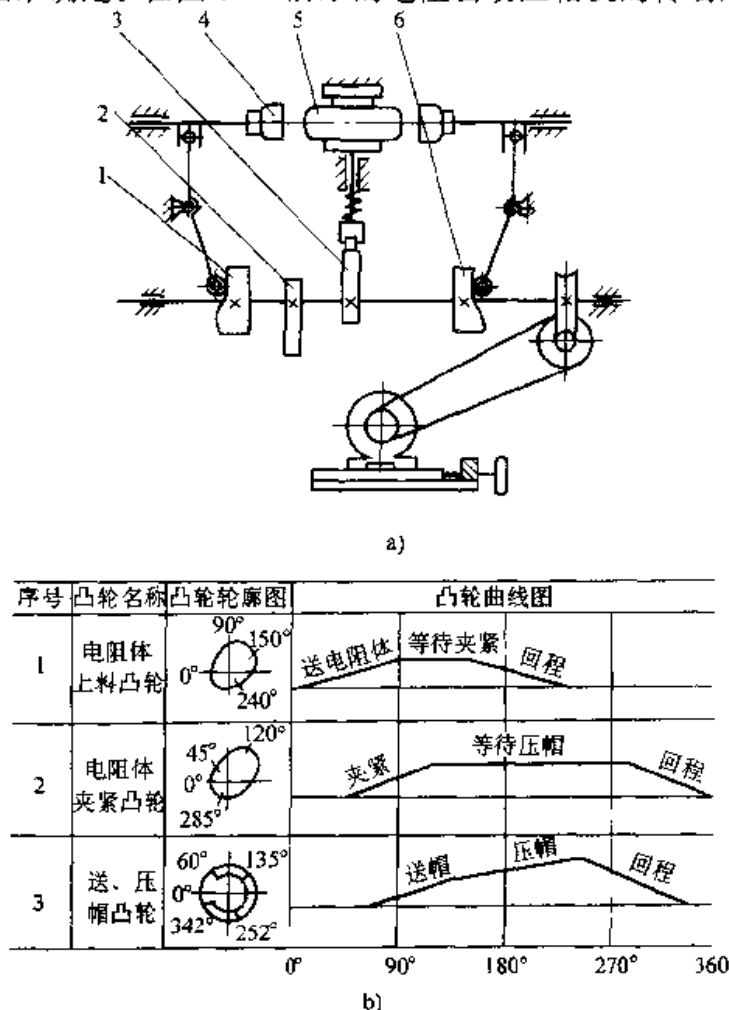 3 4 5 6
2
1
a)
序号 凸轮名称 凸轮轮廓图 凸轮曲线图
1 电阻体上料凸轮 90° 150° 0° 240° 送电阻体 等待夹紧 回程
2 电阻体夹紧凸轮 45° 120° 0° 285° 夹紧 等待压帽 回程
3 送、压帽凸轮 60° 135° 0° 342° 252° 送帽 压帽 回程
0° 90° 180° 270° 360
b)